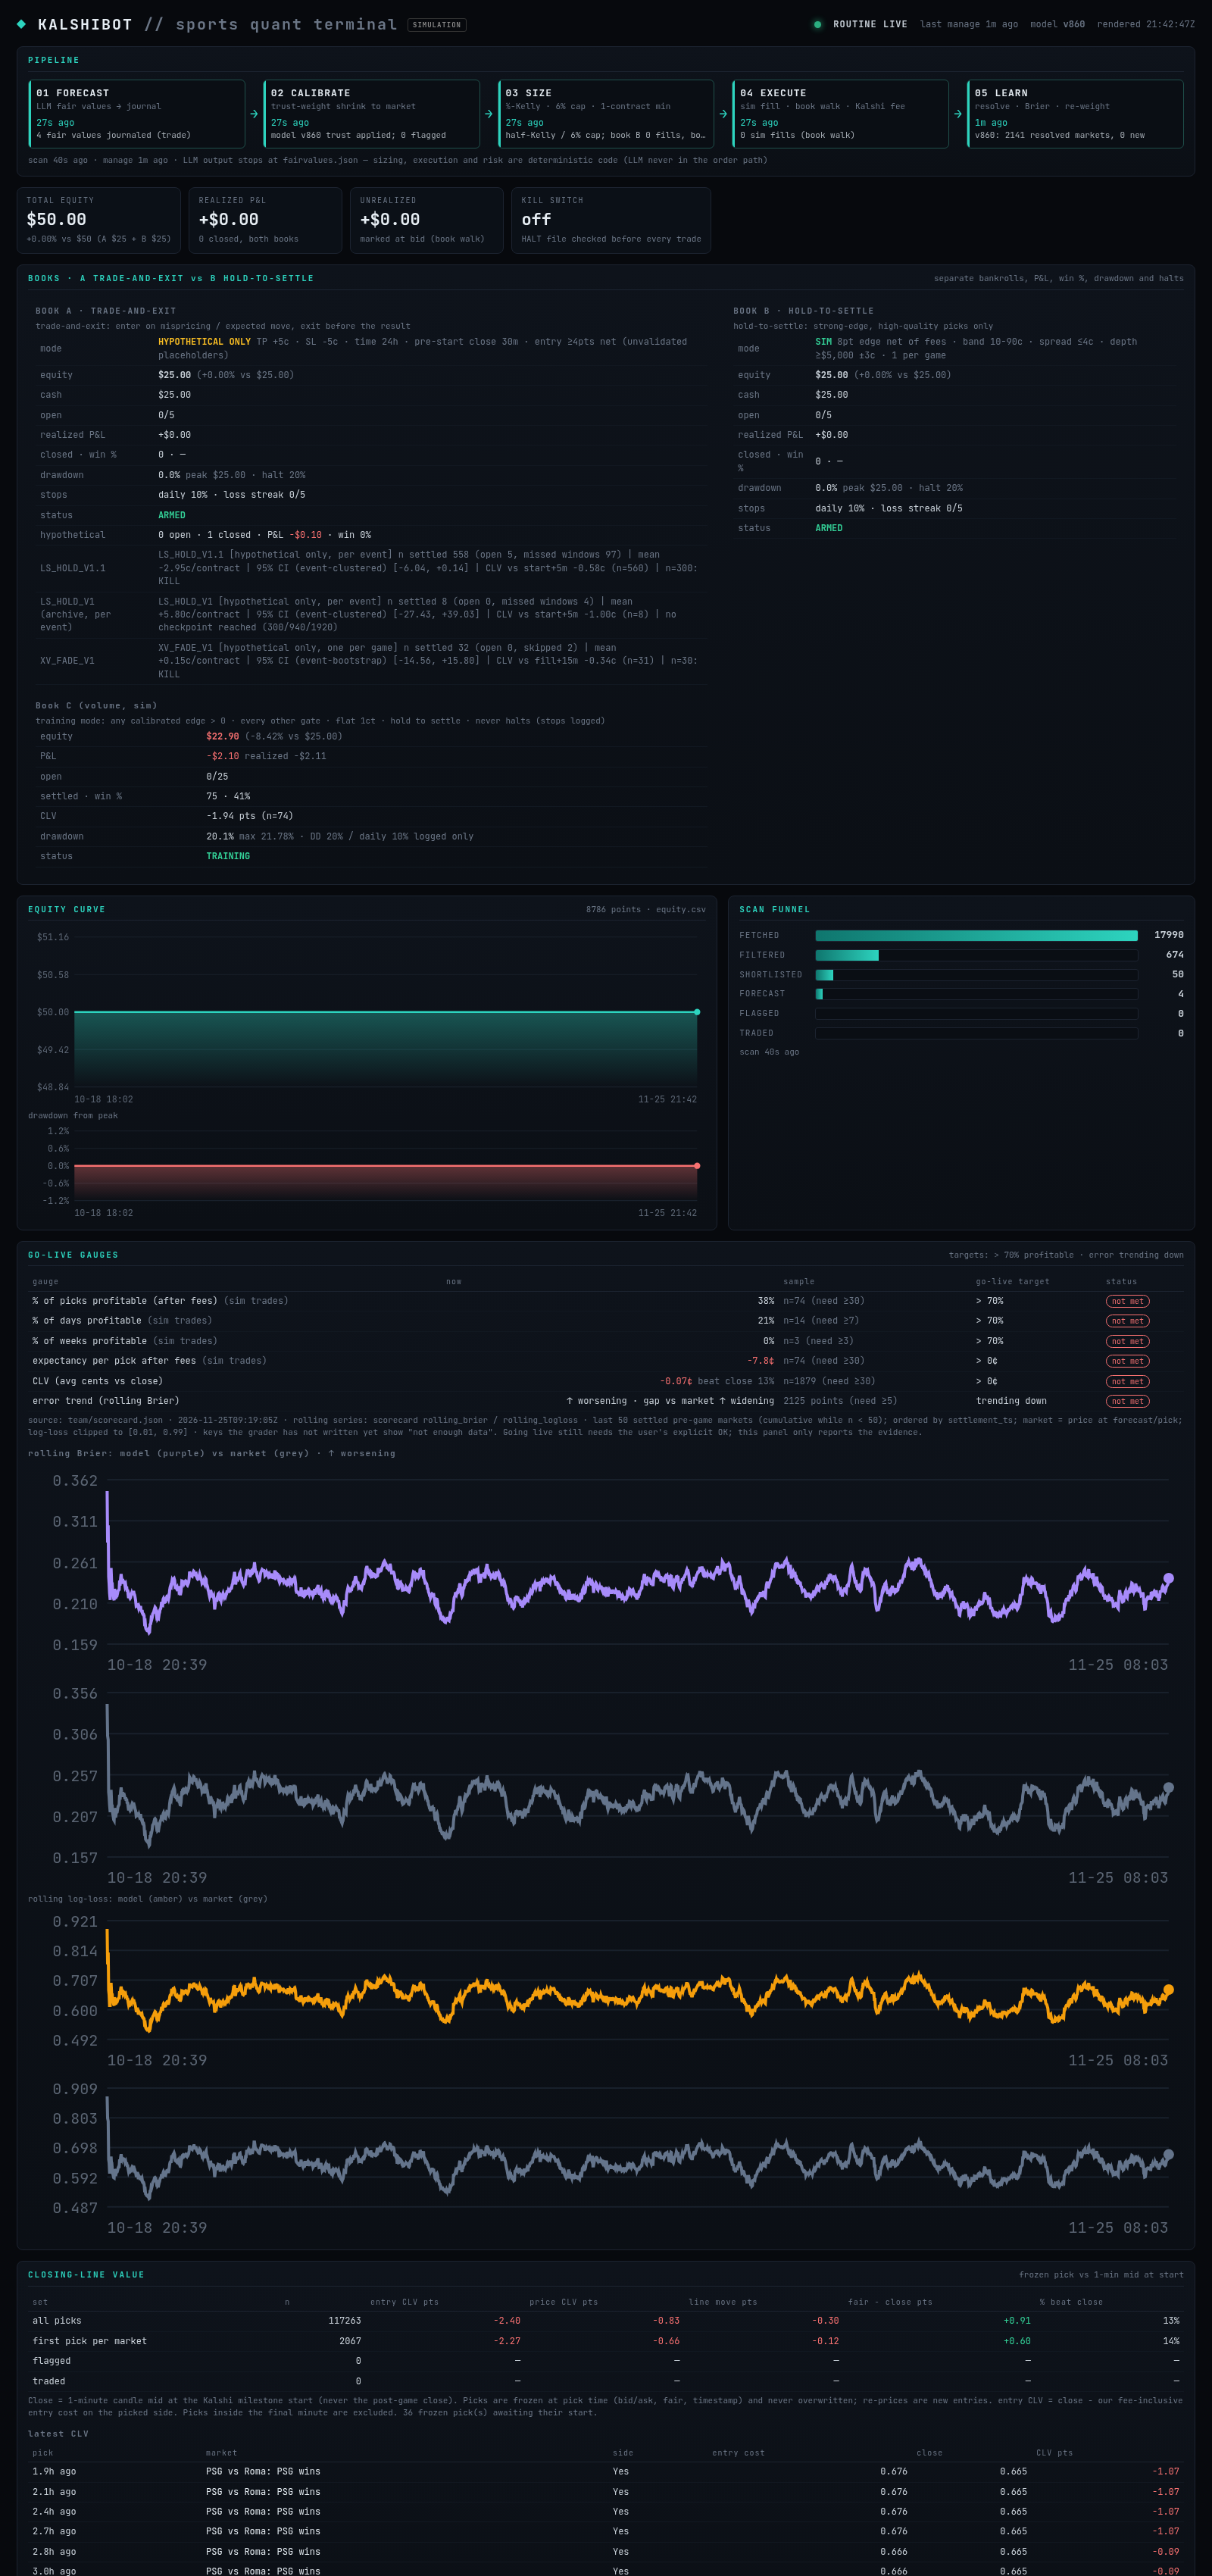 ◆ KALSHIBOT // sports quant terminal SIMULATION
ROUTINE LIVE last manage 1m ago model v860 rendered 21:42:47Z
PIPELINE
01 FORECAST
LLM fair values → journal
27s ago
4 fair values journaled (trade)
→
02 CALIBRATE
trust-weight shrink to market
27s ago
model v860 trust applied; 0 flagged
→
03 SIZE
½-Kelly · 6% cap · 1-contract min
27s ago
half-Kelly / 6% cap; book B 0 fills, bo…
→
04 EXECUTE
sim fill · book walk · Kalshi fee
27s ago
0 sim fills (book walk)
→
05 LEARN
resolve · Brier · re-weight
1m ago
v860: 2141 resolved markets, 0 new
scan 40s ago · manage 1m ago · LLM output stops at fairvalues.json — sizing, execution and risk are deterministic code (LLM never in the order path)
TOTAL EQUITY
$50.00
+0.00% vs $50 (A $25 + B $25)
REALIZED P&L
+$0.00
0 closed, both books
UNREALIZED
+$0.00
marked at bid (book walk)
KILL SWITCH
off
HALT file checked before every trade
BOOKS · A TRADE-AND-EXIT vs B HOLD-TO-SETTLE
separate bankrolls, P&L, win %, drawdown and halts
BOOK A · TRADE-AND-EXIT
trade-and-exit: enter on mispricing / expected move, exit before the result
mode HYPOTHETICAL ONLY TP +5c · SL -5c · time 24h · pre-start close 30m · entry ≥4pts net (unvalidated
placeholders)
equity $25.00 (+0.00% vs $25.00)
cash $25.00
open 0/5
realized P&L +$0.00
closed · win % 0 · —
drawdown 0.0% peak $25.00 · halt 20%
stops daily 10% · loss streak 0/5
status ARMED
hypothetical 0 open · 1 closed · P&L -$0.10 · win 0%
LS_HOLD_V1.1 LS_HOLD_V1.1 [hypothetical only, per event] n settled 558 (open 5, missed windows 97) | mean
-2.95c/contract | 95% CI (event-clustered) [-6.04, +0.14] | CLV vs start+5m -0.58c (n=560) | n=300:
KILL
LS_HOLD_V1 (archive, per event) LS_HOLD_V1 [hypothetical only, per event] n settled 8 (open 0, missed windows 4) | mean
+5.80c/contract | 95% CI (event-clustered) [-27.43, +39.03] | CLV vs start+5m -1.00c (n=8) | no
checkpoint reached (300/940/1920)
XV_FADE_V1 XV_FADE_V1 [hypothetical only, one per game] n settled 32 (open 0, skipped 2) | mean
+0.15c/contract | 95% CI (event-bootstrap) [-14.56, +15.80] | CLV vs fill+15m -0.34c (n=31) | n=30:
KILL
BOOK B · HOLD-TO-SETTLE
hold-to-settle: strong-edge, high-quality picks only
mode SIM 8pt edge net of fees · band 10-90c · spread ≤4c · depth
≥$5,000 ±3c · 1 per game
equity $25.00 (+0.00% vs $25.00)
cash $25.00
open 0/5
realized P&L +$0.00
closed · win % 0 · —
drawdown 0.0% peak $25.00 · halt 20%
stops daily 10% · loss streak 0/5
status ARMED
Book C (volume, sim)
training mode: any calibrated edge > 0 · every other gate · flat 1ct · hold to settle · never halts (stops logged)
equity $22.90 (-8.42% vs $25.00)
P&L -$2.10 realized -$2.11
open 0/25
settled · win % 75 · 41%
CLV -1.94 pts (n=74)
drawdown 20.1% max 21.78% · DD 20% / daily 10% logged only
status TRAINING
EQUITY CURVE
8786 points · equity.csv
$51.16
$50.58
$50.00
$49.42
$48.84
10-18 18:02 11-25 21:42
drawdown from peak
1.2%
0.6%
0.0%
-0.6%
-1.2%
10-18 18:02 11-25 21:42
SCAN FUNNEL
FETCHED 17990
FILTERED 674
SHORTLISTED 50
FORECAST 4
FLAGGED 0
TRADED 0
scan 40s ago
GO-LIVE GAUGES
targets: > 70% profitable · error trending down
gauge now sample go-live target status
% of picks profitable (after fees) (sim trades) 38% n=74 (need ≥30) > 70% not met
% of days profitable (sim trades) 21% n=14 (need ≥7) > 70% not met
% of weeks profitable (sim trades) 0% n=3 (need ≥3) > 70% not met
expectancy per pick after fees (sim trades) -7.8¢ n=74 (need ≥30) > 0¢ not met
CLV (avg cents vs close) -0.07¢ beat close 13% n=1879 (need ≥30) > 0¢ not met
error trend (rolling Brier) ↑ worsening · gap vs market ↑ widening 2125 points (need ≥5) trending down not met
source: team/scorecard.json · 2026-11-25T09:19:05Z · rolling series: scorecard rolling_brier / rolling_logloss · last 50 settled pre-game markets (cumulative while n < 50); ordered by settlement_ts; market = price at forecast/pick;
log-loss clipped to [0.01, 0.99] · keys the grader has not written yet show "not enough data". Going live still needs the user's explicit OK; this panel only reports the evidence.
rolling Brier: model (purple) vs market (grey) · ↑ worsening
0.362
0.311
0.261
0.210
0.159
10-18 20:39 11-25 08:03
0.356
0.306
0.257
0.207
0.157
10-18 20:39 11-25 08:03
rolling log-loss: model (amber) vs market (grey)
0.921
0.814
0.707
0.600
0.492
10-18 20:39 11-25 08:03
0.909
0.803
0.698
0.592
0.487
10-18 20:39 11-25 08:03
CLOSING-LINE VALUE
frozen pick vs 1-min mid at start
set n entry CLV pts price CLV pts line move pts fair - close pts % beat close
all picks 117263 -2.40 -0.83 -0.30 +0.91 13%
first pick per market 2067 -2.27 -0.66 -0.12 +0.60 14%
flagged 0 — — — — —
traded 0 — — — — —
Close = 1-minute candle mid at the Kalshi milestone start (never the post-game close). Picks are frozen at pick time (bid/ask, fair, timestamp) and never overwritten; re-prices are new entries. entry CLV = close - our fee-inclusive
entry cost on the picked side. Picks inside the final minute are excluded. 36 frozen pick(s) awaiting their start.
latest CLV
pick market side entry cost close CLV pts
1.9h ago PSG vs Roma: PSG wins Yes 0.676 0.665 -1.07
2.1h ago PSG vs Roma: PSG wins Yes 0.676 0.665 -1.07
2.4h ago PSG vs Roma: PSG wins Yes 0.676 0.665 -1.07
2.7h ago PSG vs Roma: PSG wins Yes 0.676 0.665 -1.07
2.8h ago PSG vs Roma: PSG wins Yes 0.666 0.665 -0.09
3.0h ago PSG vs Roma: PSG wins Yes 0.666 0.665 -0.09